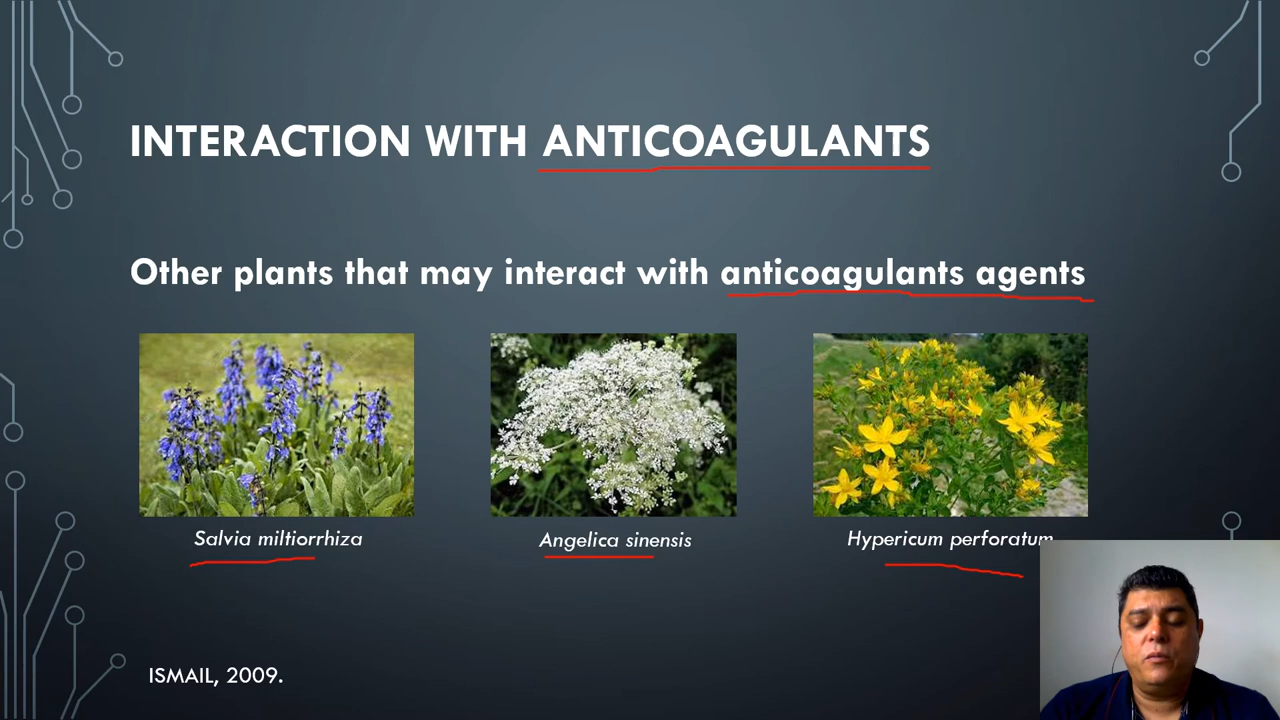 INTERACTION WITH ANTICOAGULANTS
Other plants that may interact with anticoagulants agents
Salvia miltiorrhiza
Angelica sinensis
Hypericum perforatum
ISMAIL, 2009.